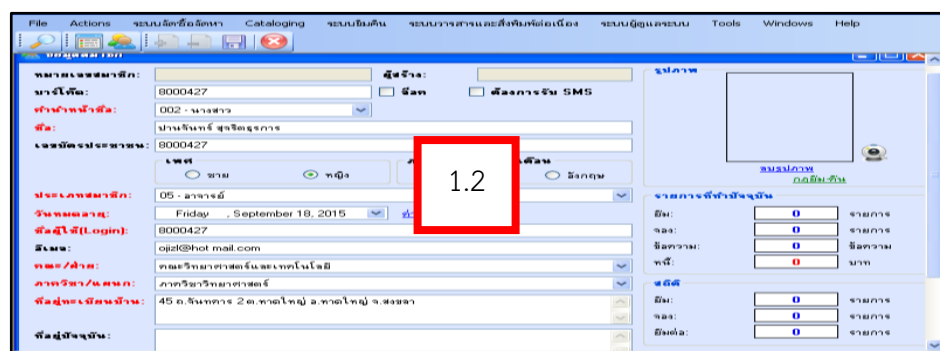 File Actions ระบบจัดซื้อจัดหา Cataloging ระบบยืมคืน ระบบวารสารและสิ่งพิมพ์ต่อเนื่อง ระบบผู้ดูแลระบบ Tools Windows Help
ข้อมูลสมาชิก
หมายเลขสมาชิก: ผู้สร้าง: รูปภาพ
บาร์โค๊ด: 8000427 ล็อก ต้องการรับ SMS
คำนำหน้าชื่อ: 002 - นางสาว
ชื่อ: ปานจันทร์ สุจริตธุรการ
เลขบัตรประชาชน: 8000427
เพศ
ชาย หญิง อังกฤษ
1.2
ลบรูปภาพ
กดยืม-คืน
ประเภทสมาชิก: 05 - อาจารย์ รายการที่ทำปัจจุบัน
วันหมดอายุ: Friday , September 18, 2015 ยืม: 0 รายการ
ชื่อผู้ใช้(Login): 8000427 จอง: 0 รายการ
อีเมล: ojizl@hot mail.com ข้อความ: 0 ข้อความ
คณะ/ฝ่าย: คณะวิทยาศาสตร์และเทคโนโลยี หนี้: 0 บาท
ภาควิชา/แผนก: ภาควิชาวิทยาศาสตร์ สถิติ
ที่อยู่ทะเบียนบ้าน: 45 ถ.จันทการ 2 ต.หาดใหญ่ อ.หาดใหญ่ จ.สงขลา ยืม: 0 รายการ
จอง: 0 รายการ
ที่อยู่ปัจจุบัน: ยืมต่อ: 0 รายการ